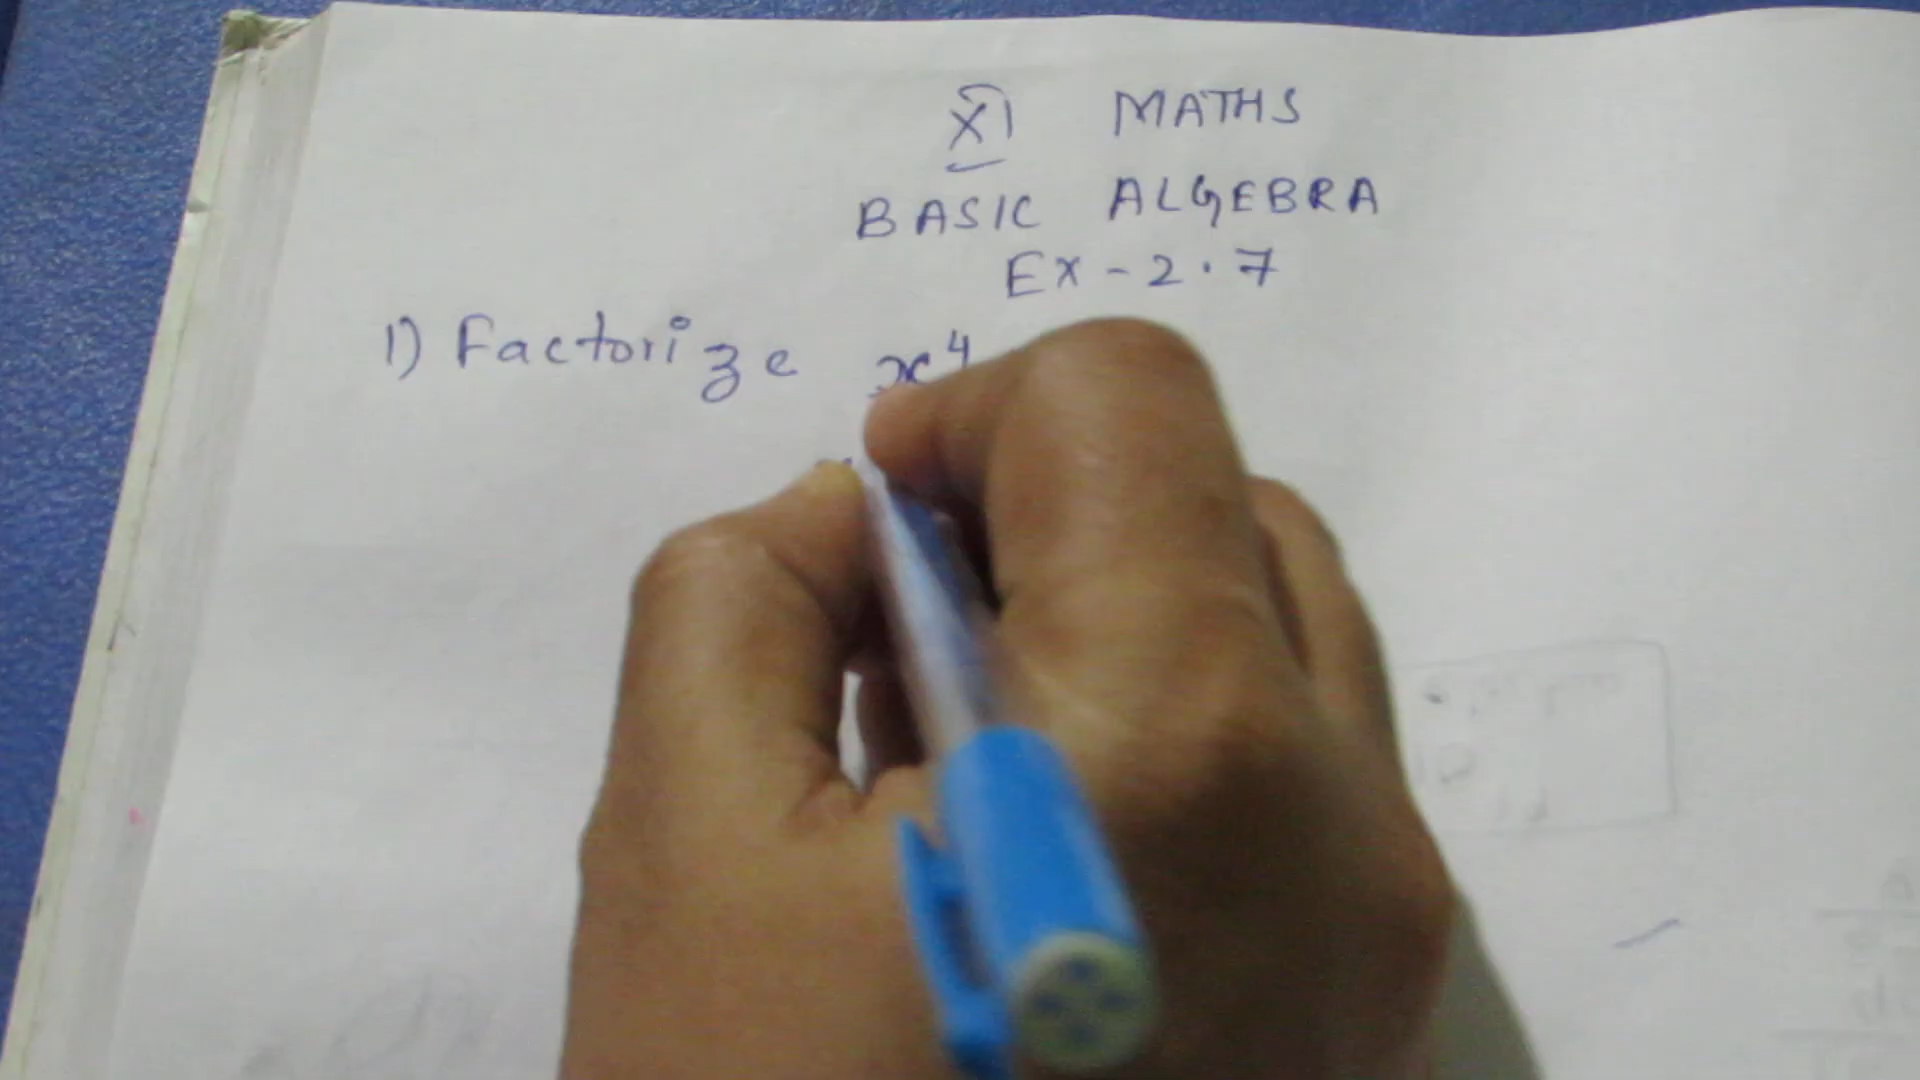 XI MATHS
BASIC ALGEBRA
Ex - 2.7
1) Factorize x⁴